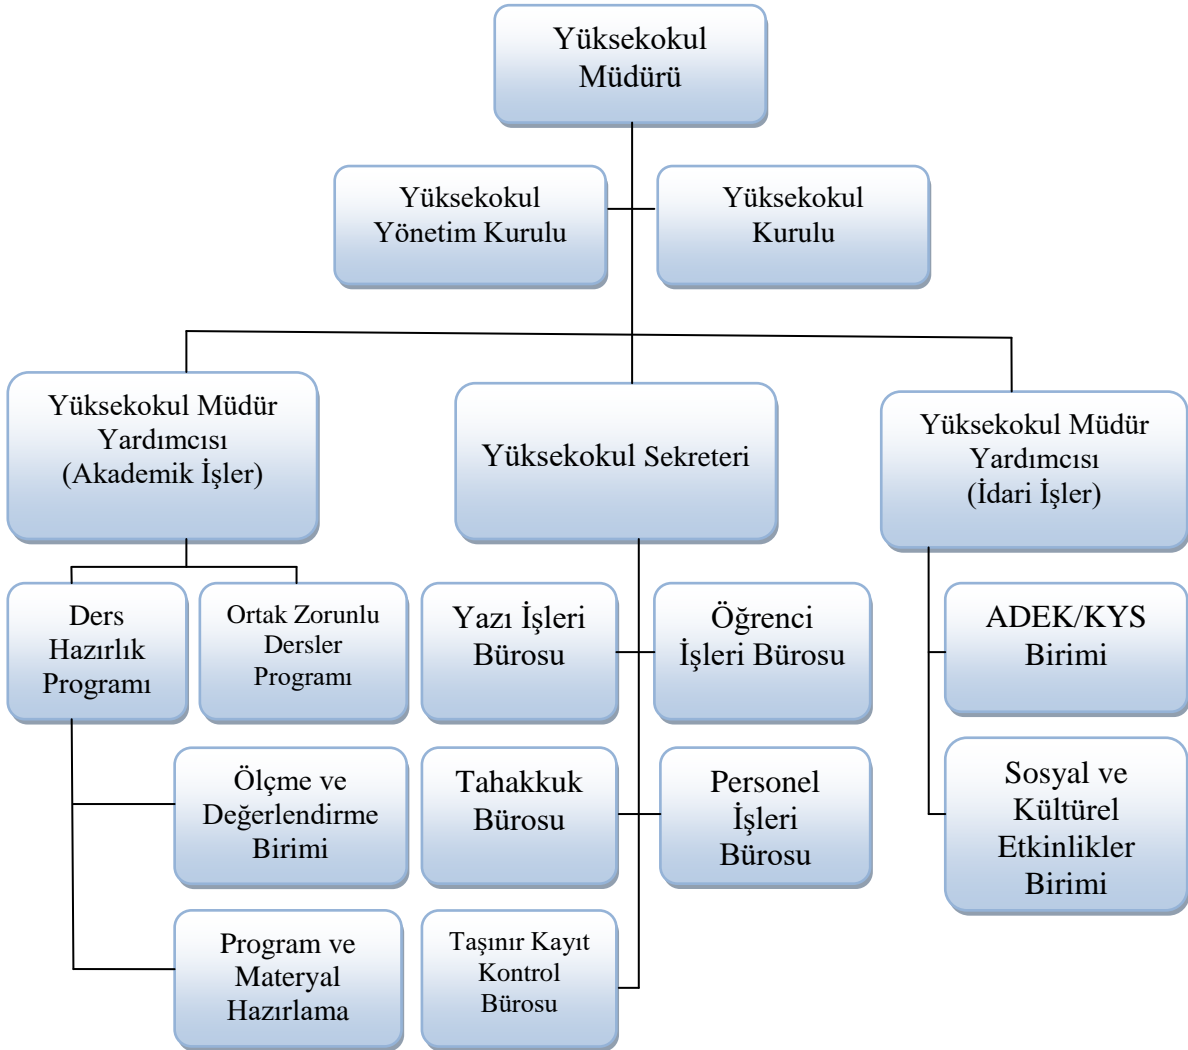 Yüksekokul
Müdürü
Yüksekokul
Yönetim Kurulu
Yüksekokul
Kurulu
Yüksekokul Müdür
Yardımcısı
(Akademik İşler)
Yüksekokul Sekreteri
Yüksekokul Müdür
Yardımcısı
(İdari İşler)
Ders
Hazırlık
Programı
Ortak Zorunlu
Dersler
Programı
Yazı İşleri
Bürosu
Öğrenci
İşleri Bürosu
ADEK/KYS
Birimi
Ölçme ve
Değerlendirme
Birimi
Tahakkuk
Bürosu
Personel
İşleri
Bürosu
Sosyal ve
Kültürel
Etkinlikler
Birimi
Program ve
Materyal
Hazırlama
Taşınır Kayıt
Kontrol
Bürosu